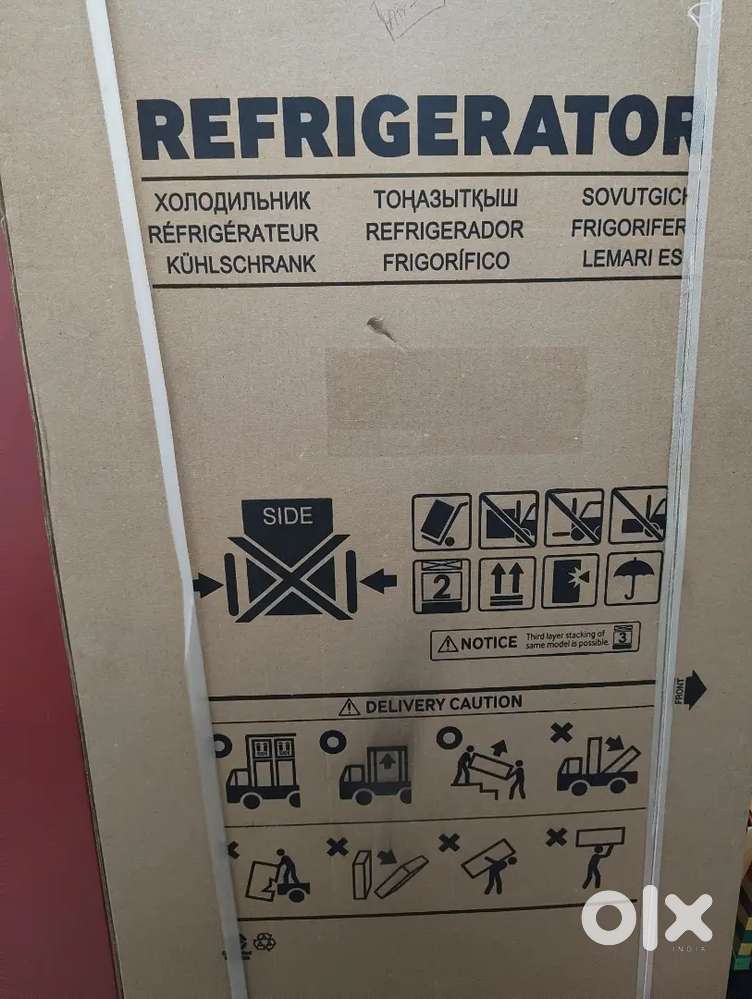 REFRIGERATOR
ХОЛОДИЛЬНИК ТОҢАЗЫТҚЫШ SOVUTGICH
RÉFRIGÉRATEUR REFRIGERADOR FRIGORIFER
KÜHLSCHRANK FRIGORÍFICO LEMARI ES
SIDE
2
NOTICE Third layer stacking of same model is possible. 3
FRONT
DELIVERY CAUTION
olx
INDIA